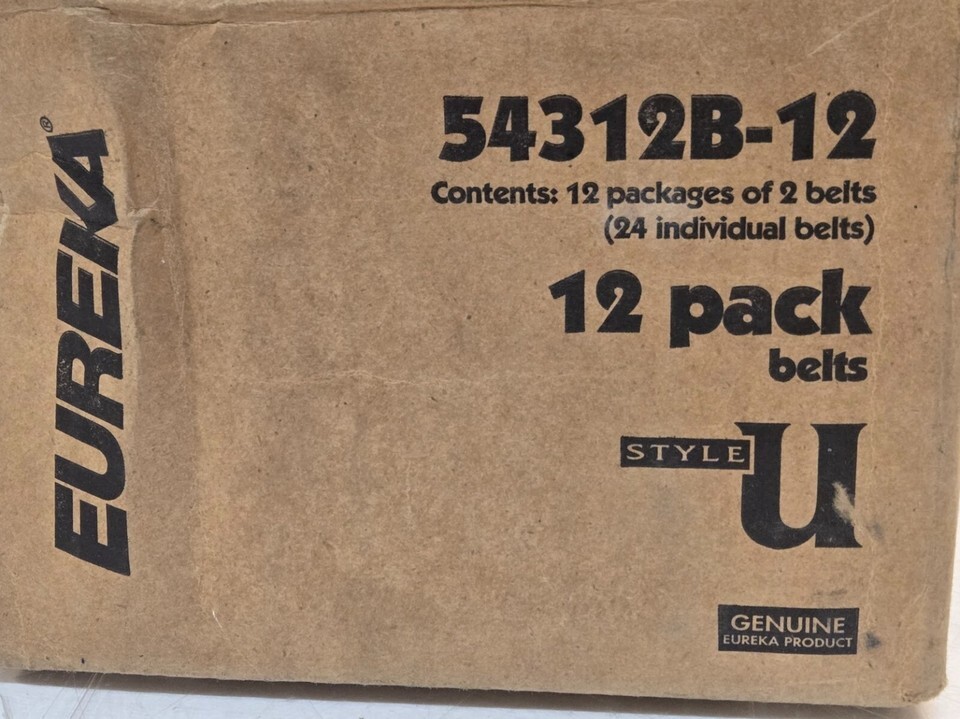 EUREKA®
54312B-12
Contents: 12 packages of 2 belts
(24 individual belts)
12 pack
belts
STYLE U
GENUINE
EUREKA PRODUCT